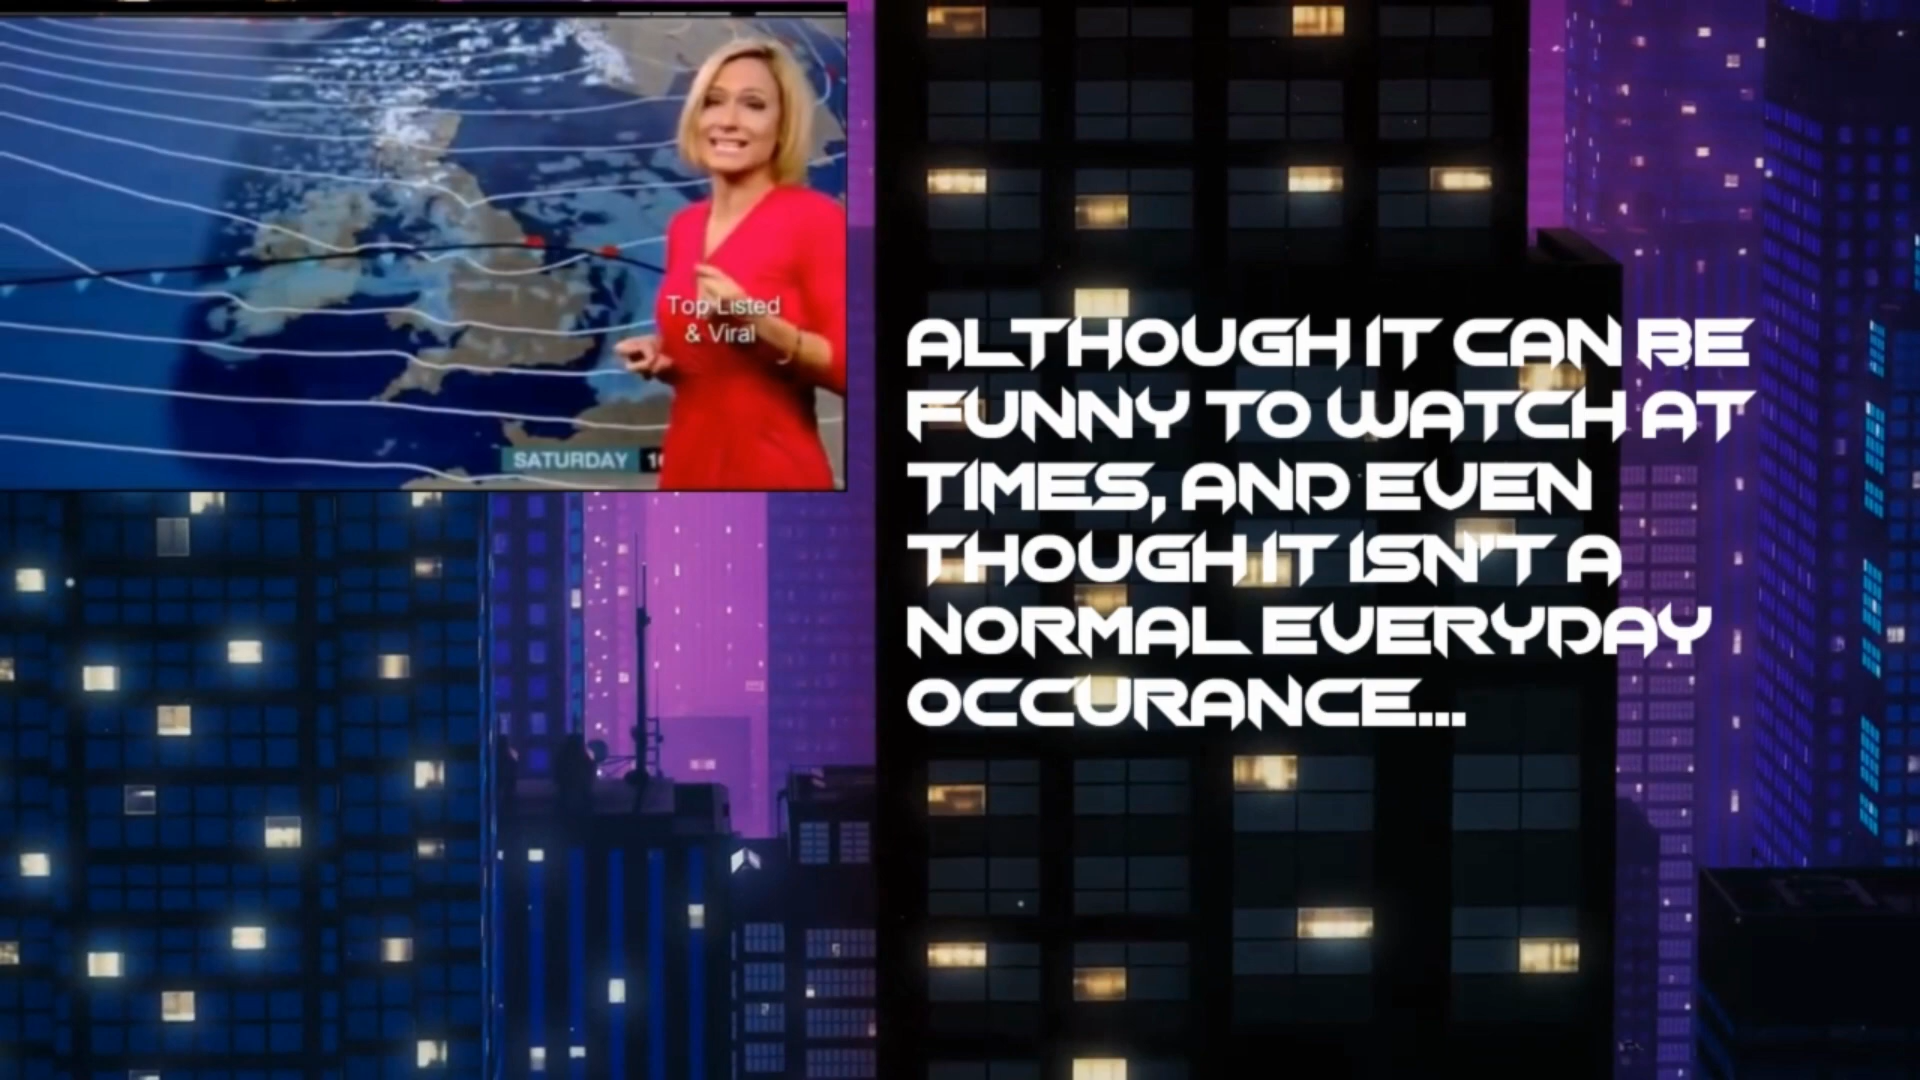 Top Listed
& Viral
SATURDAY
ALTHOUGH IT CAN BE
FUNNY TO WATCH AT
TIMES, AND EVEN
THOUGH IT ISN'T A
NORMAL EVERYDAY
OCCURANCE...